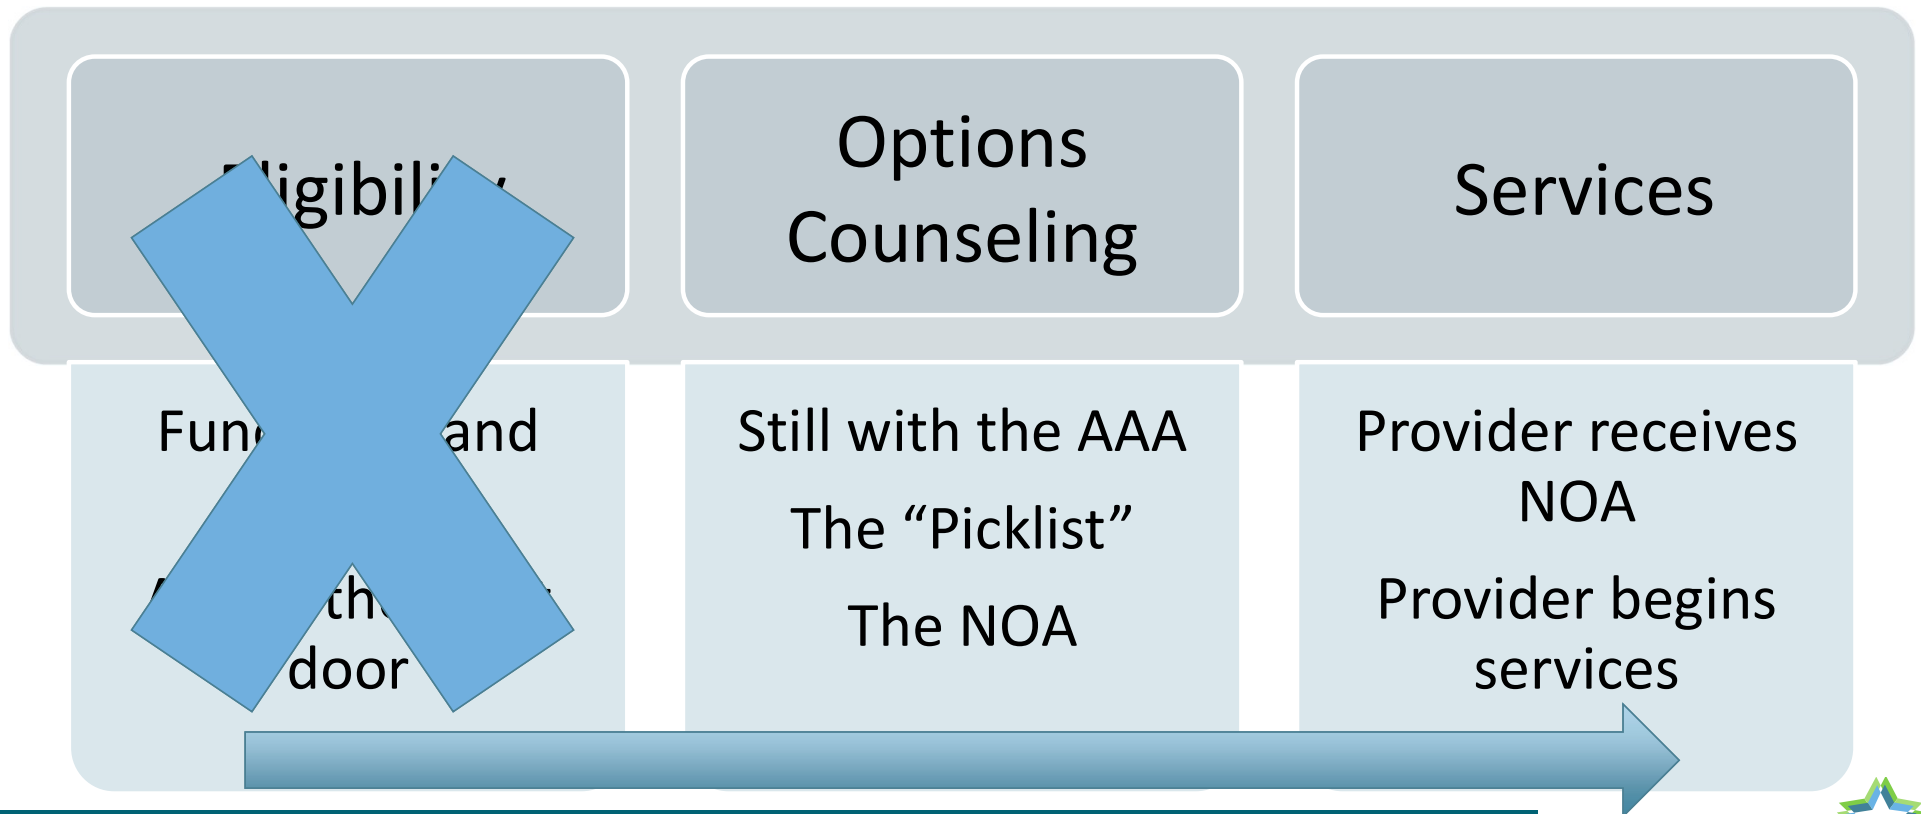 Eligibility
Options
Counseling
Services
and
door
Still with the AAA
The “Picklist”
The NOA
Provider receives
NOA
Provider begins
services